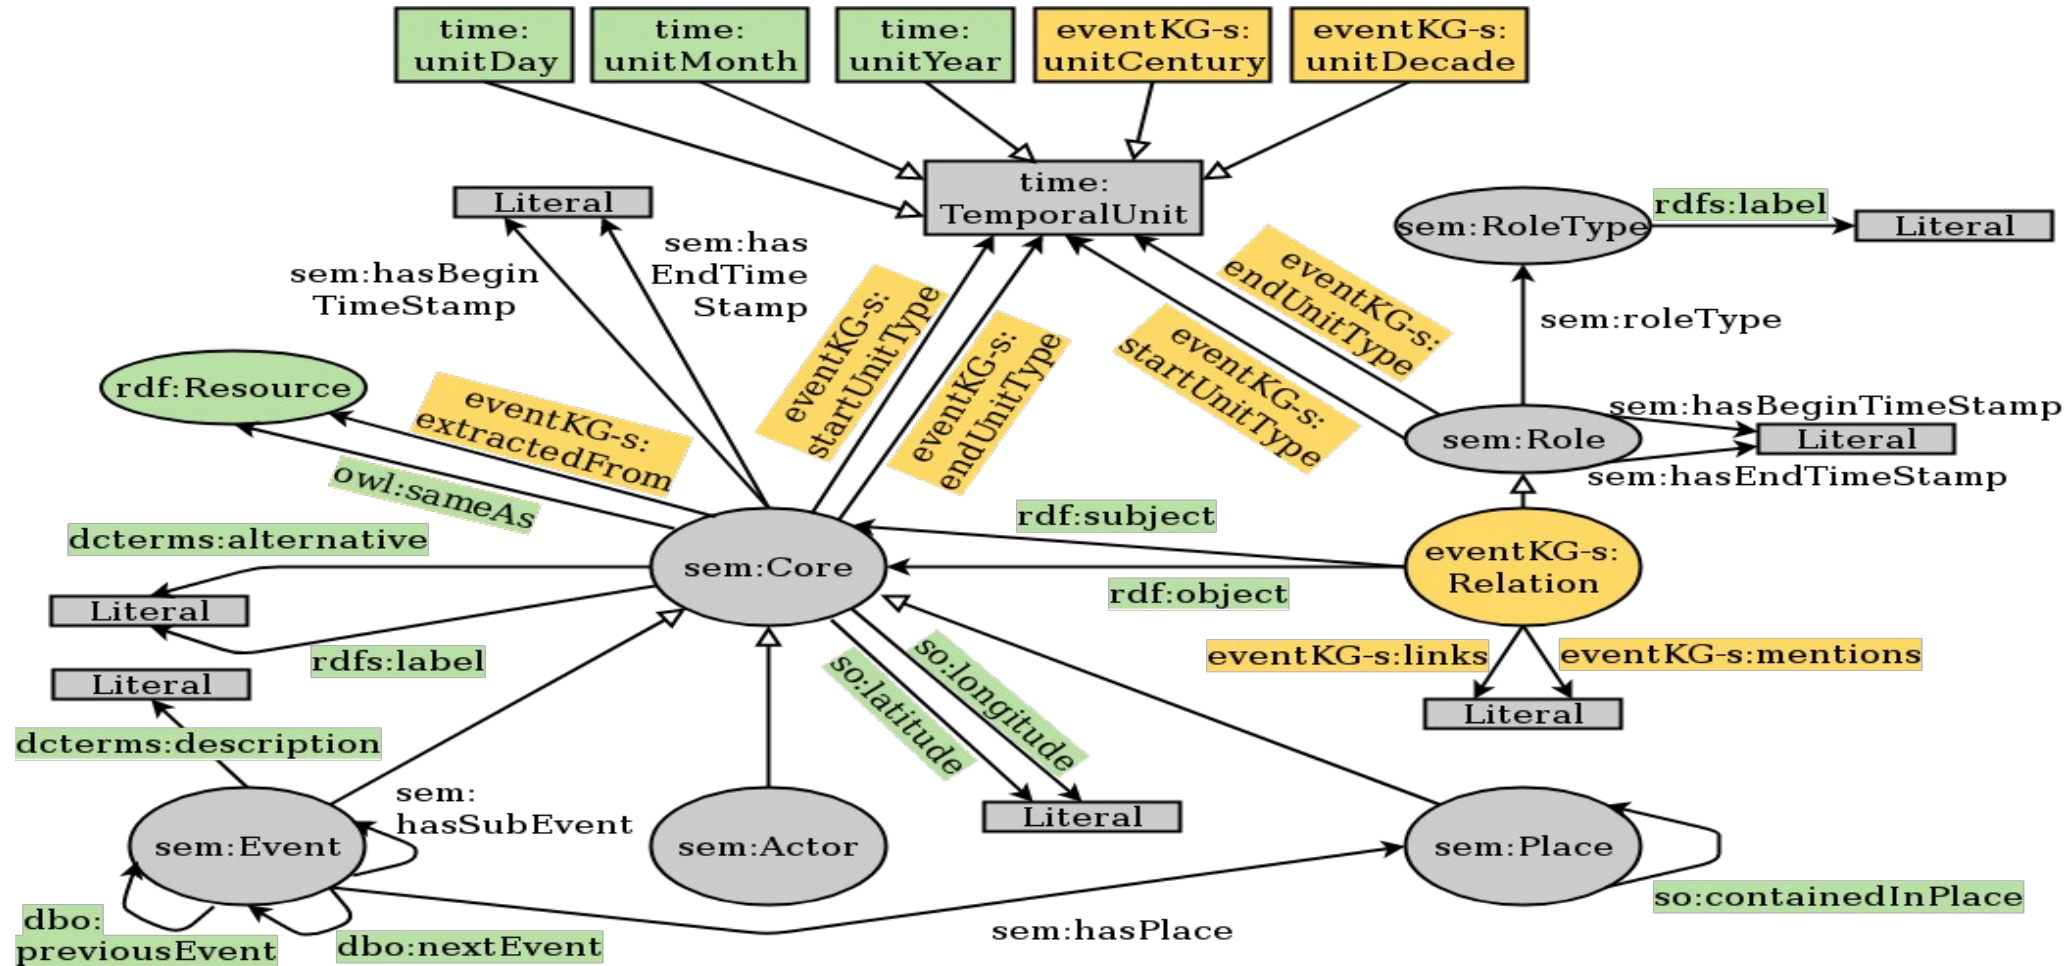 time:
unitDay
time:
unitMonth
time:
unitYear
eventKG-s:
unitCentury
eventKG-s:
unitDecade
time:
TemporalUnit
Literal
sem:hasBegin
TimeStamp
sem:has
EndTime
Stamp
eventKG-s:
startUnitType
eventKG-s:
endUnitType
eventKG-s:
startUnitType
eventKG-s:
endUnitType
sem:RoleType
rdfs:label
Literal
sem:roleType
sem:Role
sem:hasBeginTimeStamp
Literal
sem:hasEndTimeStamp
rdf:Resource
eventKG-s:
extractedFrom
owl:sameAs
dcterms:alternative
Literal
rdfs:label
sem:Core
rdf:subject
rdf:object
eventKG-s:
Relation
eventKG-s:links
eventKG-s:mentions
Literal
Literal
dcterms:description
so:latitude
so:longitude
Literal
sem:Event
sem:
hasSubEvent
sem:Actor
sem:Place
so:containedInPlace
dbo:
previousEvent
dbo:nextEvent
sem:hasPlace